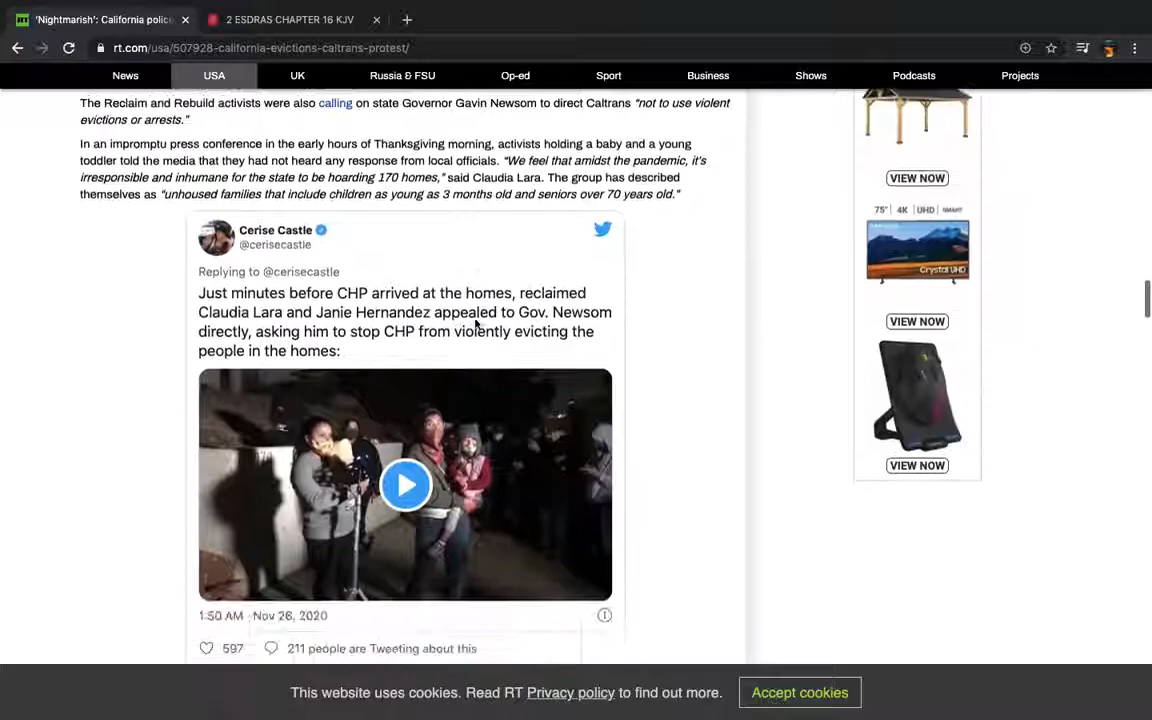 'Nightmarish': California police
2 ESDRAS CHAPTER 16 KJV
rt.com/usa/507928-california-evictions-caltrans-protest/
News USA UK Russia & FSU Op-ed Sport Business Shows Podcasts Projects
The Reclaim and Rebuild activists were also calling on state Governor Gavin Newsom to direct Caltrans "not to use violent
evictions or arrests."
In an impromptu press conference in the early hours of Thanksgiving morning, activists holding a baby and a young
toddler told the media that they had not heard any response from local officials. "We feel that amidst the pandemic, it's
irresponsible and inhumane for the state to be hoarding 170 homes," said Claudia Lara. The group has described
themselves as "unhoused families that include children as young as 3 months old and seniors over 70 years old."
Cerise Castle
@cerisecastle
Replying to @cerisecastle
Just minutes before CHP arrived at the homes, reclaimed
Claudia Lara and Janie Hernandez appealed to Gov. Newsom
directly, asking him to stop CHP from violently evicting the
people in the homes:
1:50 AM · Nov 26, 2020
597 211 people are Tweeting about this
VIEW NOW
75" 4K UHD SMART
Crystal UHD
VIEW NOW
VIEW NOW
This website uses cookies. Read RT Privacy policy to find out more. Accept cookies